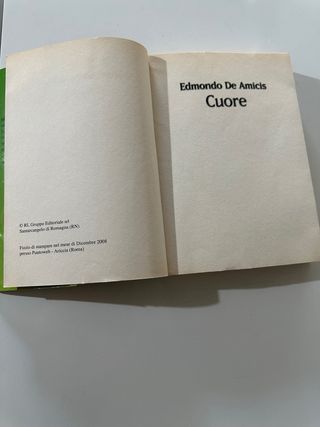 © RL Gruppo Editoriale srl
Santarcangelo di Romagna (RN)
Finito di stampare nel mese di Dicembre 2008
presso Puntoweb - Ariccia (Roma)
Edmondo De Amicis
Cuore